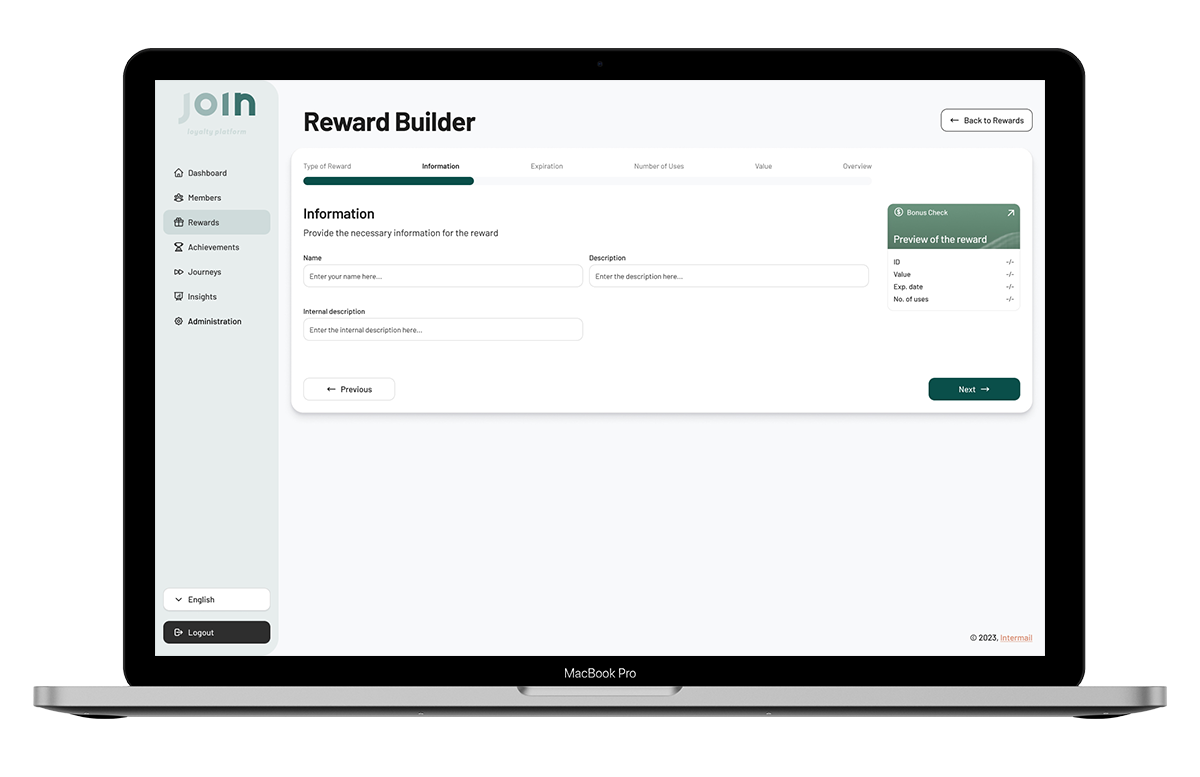 join
loyalty platform
Dashboard
Members
Rewards
Achievements
Journeys
Insights
Administration
English
Logout
Reward Builder
← Back to Rewards
Type of Reward
Information
Expiration
Number of Uses
Value
Overview
Information
Provide the necessary information for the reward
Name
Description
Enter your name here...
Enter the description here...
Internal description
Enter the internal description here...
← Previous
Next →
Bonus Check
Preview of the reward
ID -/-
Value -/-
Exp. date -/-
No. of uses -/-
© 2023, Intermail
MacBook Pro